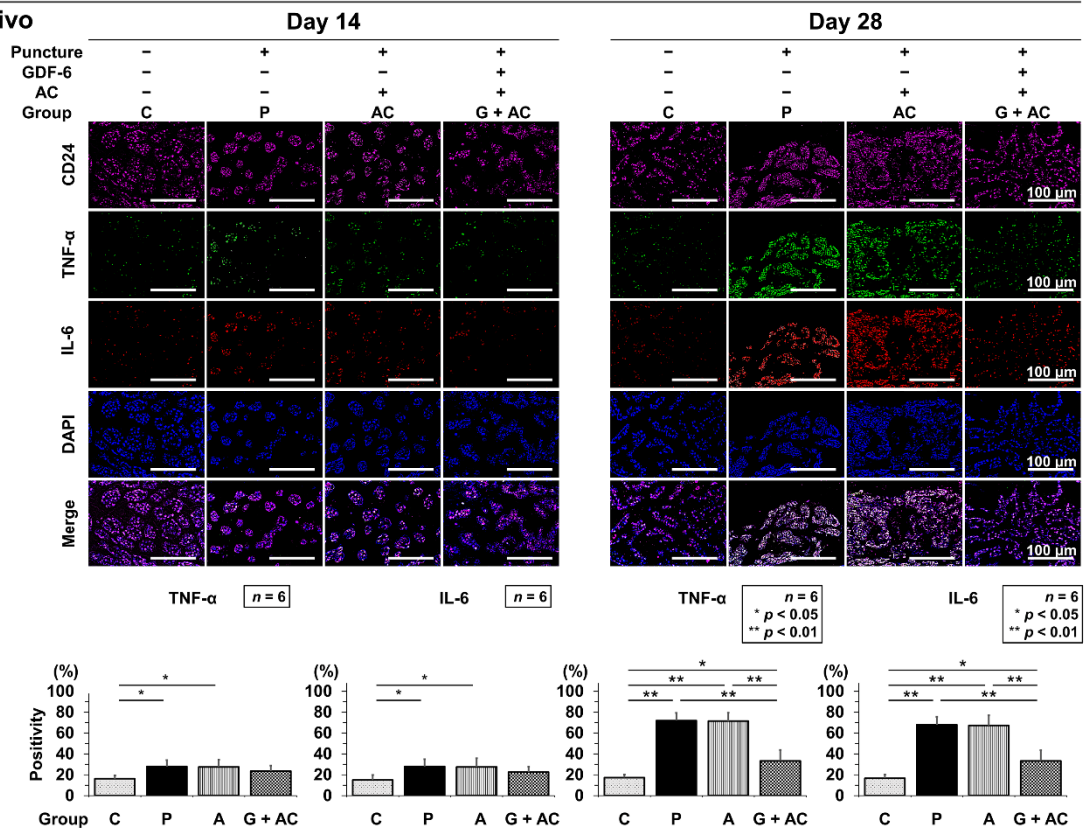 ivo
Day 14 Day 28
Puncture − + + + − + + +
GDF-6 − − − + − − − +
AC − − + + − − + +
Group C P AC G + AC C P AC G + AC
CD24 100 µm
TNF-α 100 µm
IL-6 100 µm
DAPI 100 µm
Merge 100 µm
TNF-α n = 6 IL-6 n = 6 TNF-α n = 6 IL-6 n = 6
* p < 0.05 * p < 0.05
** p < 0.01 ** p < 0.01
(%) (%) (%) (%)
* * * *
* * ** ** ** **
** ** ** **
100 100 100 100
80 80 80 80
60 60 60 60
40 40 40 40
20 20 20 20
0 0 0 0
Positivity
Group C P A G + AC C P A G + AC C P A G + AC C P A G + AC